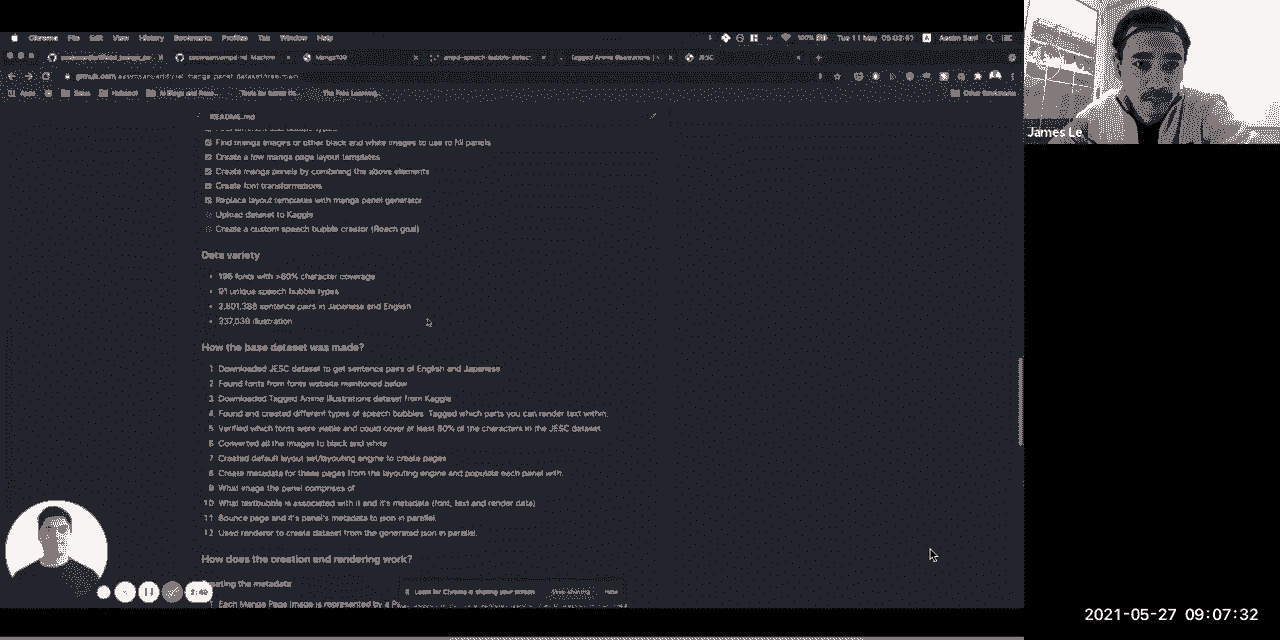 Chrome File Edit View History Bookmarks Profiles Tab Window Help
100% Tue 11 May
Manga109
Tagged Anime Illustrations |
JESC
Apps
The Free Learning...
Other Bookmarks
README.md
Find manga images or other black and white images to use to fill panels
Create a few manga page layout templates
Create manga panels by combining the above elements
Create font transformations
Replace layout templates with manga panel generator
Upload dataset to Kaggle
Create a custom speech bubble creator (Reach goal)
Data variety
196 fonts with >80% character coverage
91 unique speech bubble types
2,801,388 sentence pairs in Japanese and English
337,039 illustration
How the base dataset was made?
1 Downloaded JESC dataset to get sentence pairs of English and Japanese
2 Found fonts from fonts website mentioned below
3 Downloaded Tagged Anime Illustrations dataset from Kaggle
4. Found and created different types of speech bubbles. Tagged which parts you can render text within.
5 Verified which fonts were viable and could cover at least 80% of the characters in the JESC dataset
6 Converted all the images to black and white
7 Created default layout set/layouting engine to create pages
8 Create metadata for these pages from the layouting engine and populate each panel with.
9 What image the panel comprises of
10 What textbubble is associated with it and it's metadata (font, text and render data)
11 Bounce page and it's panel's metadata to json in parallel.
12 Used renderer to create dataset from the generated json in parallel.
How does the creation and rendering work?
Creating the metadata
1 Each Manga Page Image is represented by a
Loom for Chrome is sharing your screen Stop sharing Hide
James Le
2021-05-27 09:07:32